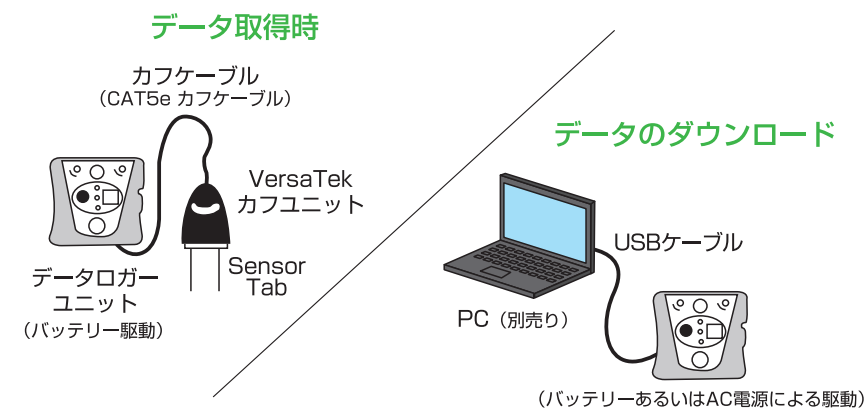 データ取得時
カフケーブル
（CAT5e カフケーブル）
VersaTek
カフユニット
Sensor
Tab
データロガー
ユニット
（バッテリー駆動）
データのダウンロード
USBケーブル
PC（別売り）
（バッテリーあるいはAC電源による駆動）